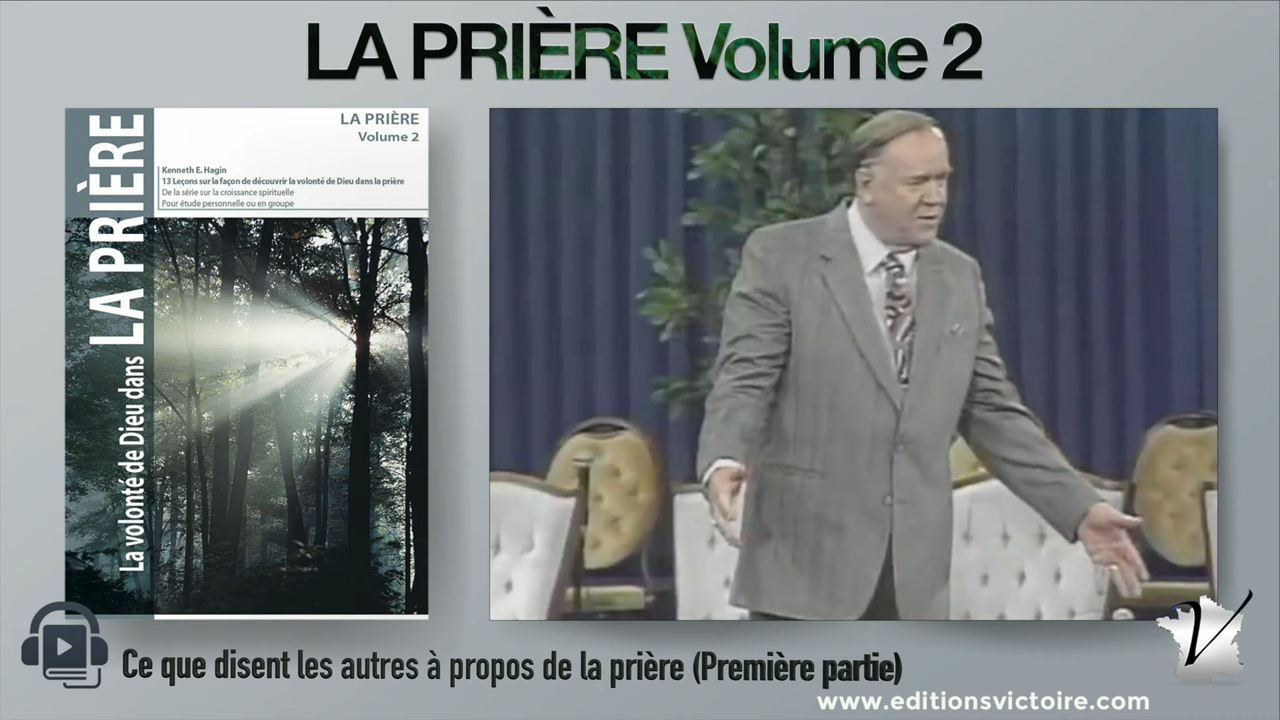 LA PRIÈRE Volume 2
LA PRIÈRE
Volume 2
Kenneth E. Hagin
13 Leçons sur la façon de découvrir la volonté de Dieu dans la prière
De la série sur la croissance spirituelle
Pour étude personnelle ou en groupe
La volonté de Dieu dans LA PRIÈRE
V
Ce que disent les autres à propos de la prière (Première partie)
www.editionsvictoire.com